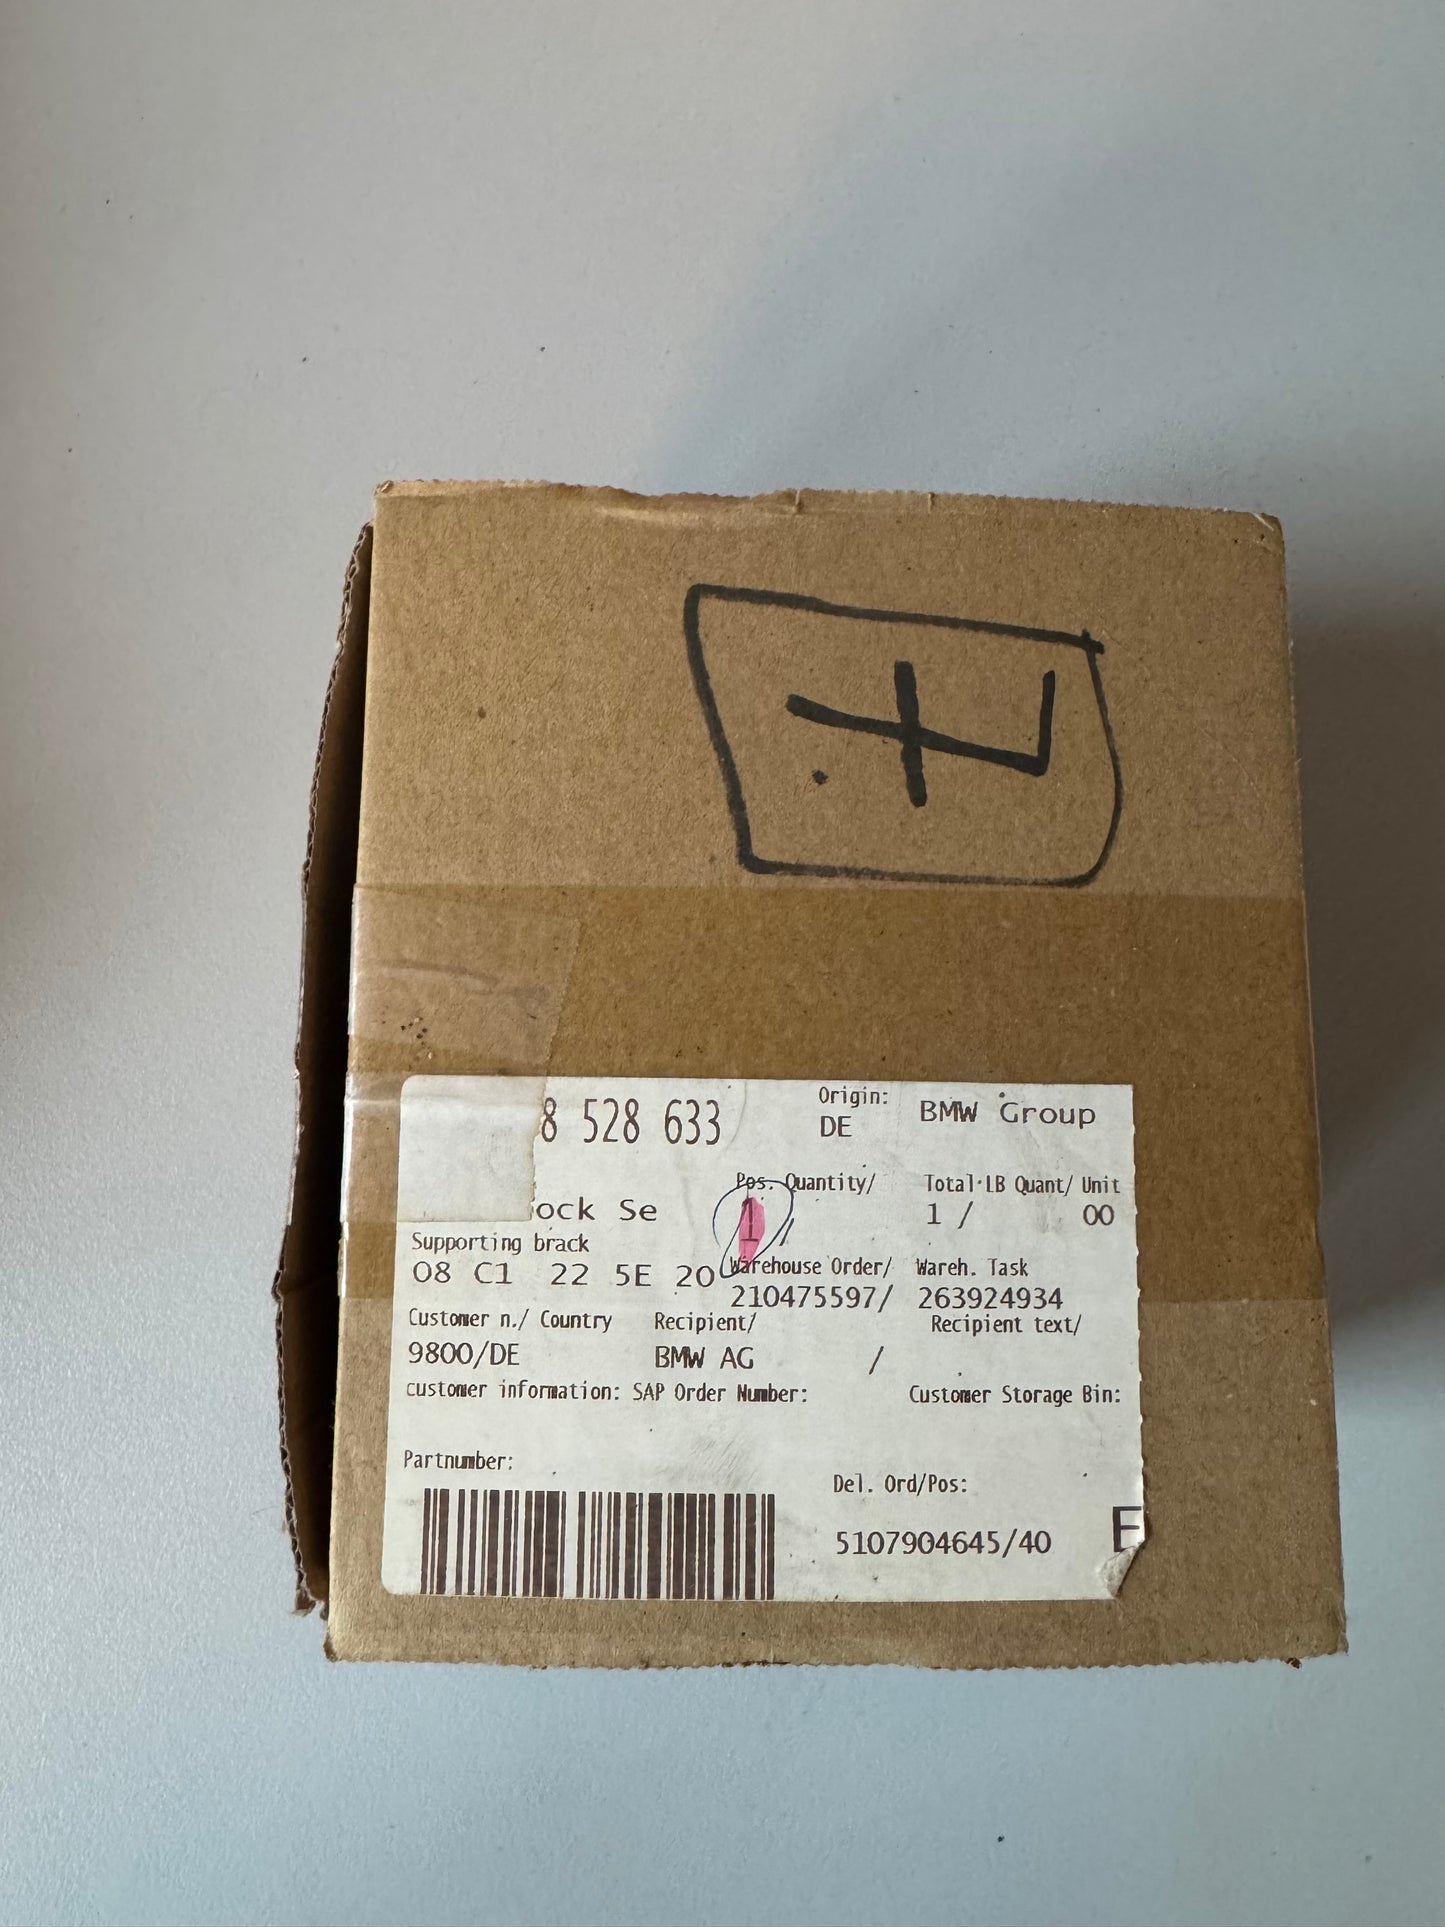 7.
8 528 633
Origin:
DE
BMW Group
ock Se
Pos. Quantity/
1 /
Total LB Quant/ Unit
1 / 00
Supporting brack
08 C1 22 5E 20
Warehouse Order/ Wareh. Task
210475597/ 263924934
Customer n./ Country Recipient/ Recipient text/
9800/DE BMW AG /
customer information: SAP Order Number: Customer Storage Bin:
Partnumber:
Del. Ord/Pos:
5107904645/40
E